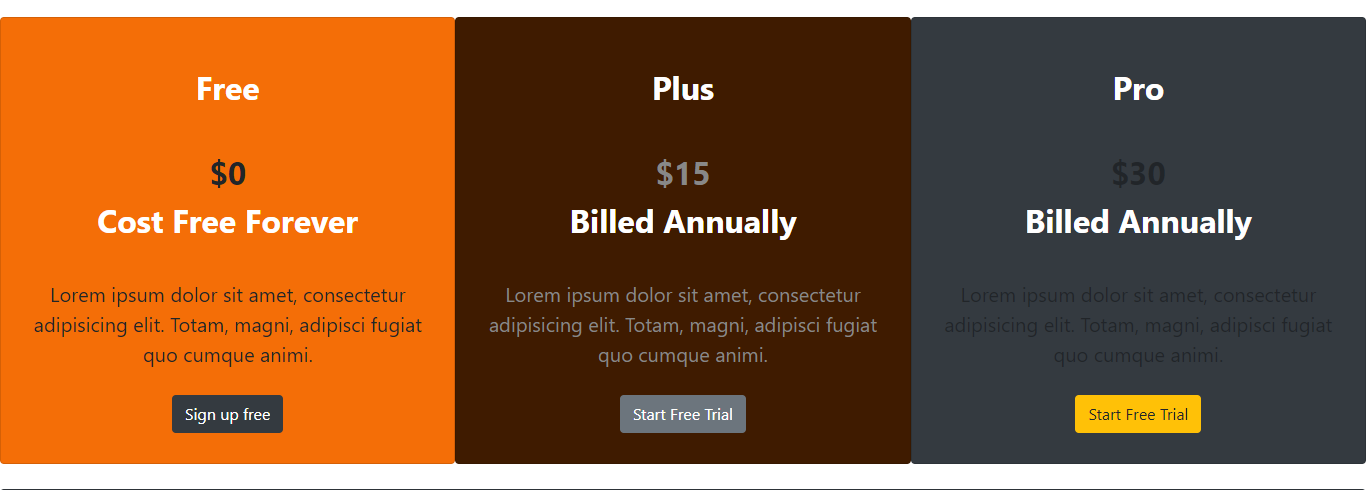 Free
$0
Cost Free Forever
Lorem ipsum dolor sit amet, consectetur
adipisicing elit. Totam, magni, adipisci fugiat
quo cumque animi.
Sign up free
Plus
$15
Billed Annually
Lorem ipsum dolor sit amet, consectetur
adipisicing elit. Totam, magni, adipisci fugiat
quo cumque animi.
Start Free Trial
Pro
$30
Billed Annually
Lorem ipsum dolor sit amet, consectetur
adipisicing elit. Totam, magni, adipisci fugiat
quo cumque animi.
Start Free Trial